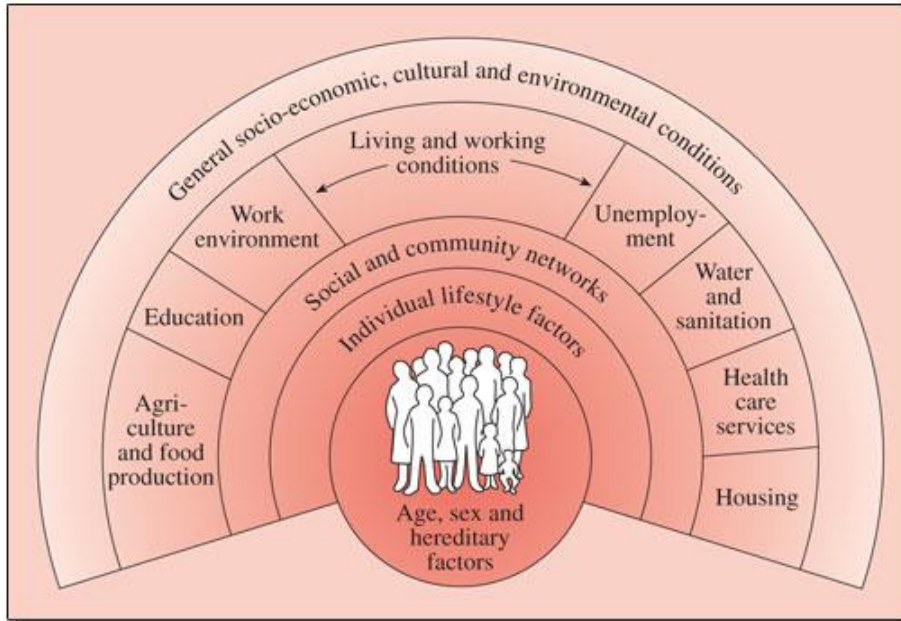 General socio-economic, cultural and environmental conditions
Living and working
conditions
Work
environment
Unemploy-
ment
Education
Water
and
sanitation
Agri-
culture
and food
production
Health
care
services
Housing
Social and community networks
Individual lifestyle factors
Age, sex and
hereditary
factors